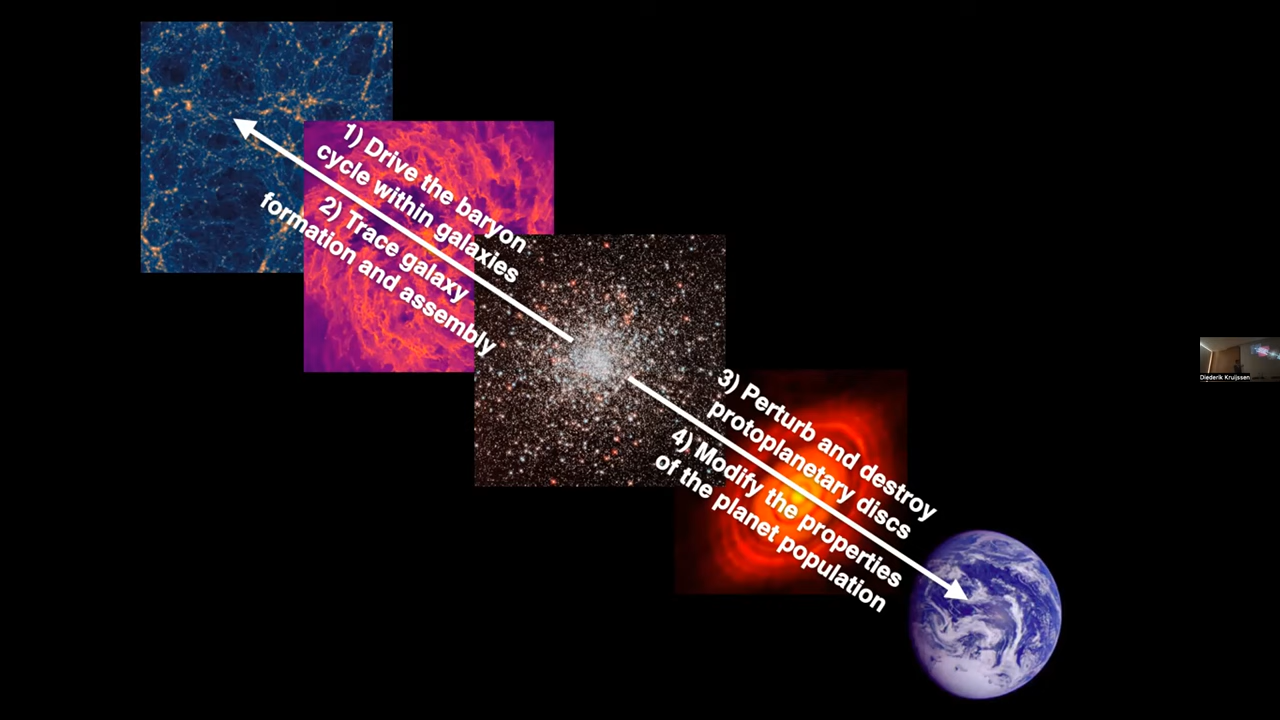 1) Drive the baryon
cycle within galaxies
2) Trace galaxy
formation and assembly
3) Perturb and destroy
protoplanetary discs
4) Modify the properties
of the planet population
Diederik Kruijssen